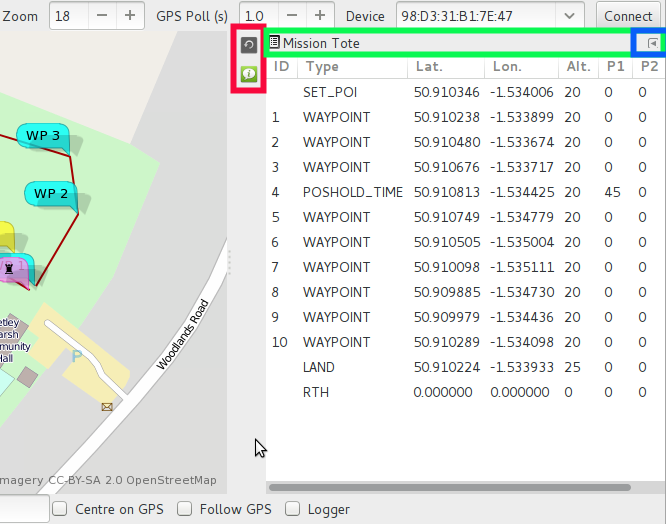 Zoom 18 GPS Poll (s) 1.0 Device 98:D3:31:B1:7E:47 Connect
Mission Tote
ID Type Lat. Lon. Alt. P1 P2
SET_POI 50.910346 -1.534006 20 0 0
1 WAYPOINT 50.910238 -1.533899 20 0 0
2 WAYPOINT 50.910480 -1.533674 20 0 0
3 WAYPOINT 50.910676 -1.533717 20 0 0
4 POSHOLD_TIME 50.910813 -1.534425 20 45 0
5 WAYPOINT 50.910749 -1.534779 20 0 0
6 WAYPOINT 50.910505 -1.535004 20 0 0
7 WAYPOINT 50.910098 -1.535111 20 0 0
8 WAYPOINT 50.909885 -1.534730 20 0 0
9 WAYPOINT 50.909979 -1.534436 20 0 0
10 WAYPOINT 50.910289 -1.534098 20 0 0
LAND 50.910224 -1.533933 25 0 0
RTH 0.000000 0.000000 0 0 0
WP 3
WP 2
etley
arsh
mmunity
Hall
P
Woodlands Road
magery CC-BY-SA 2.0 OpenStreetMap
Centre on GPS Follow GPS Logger